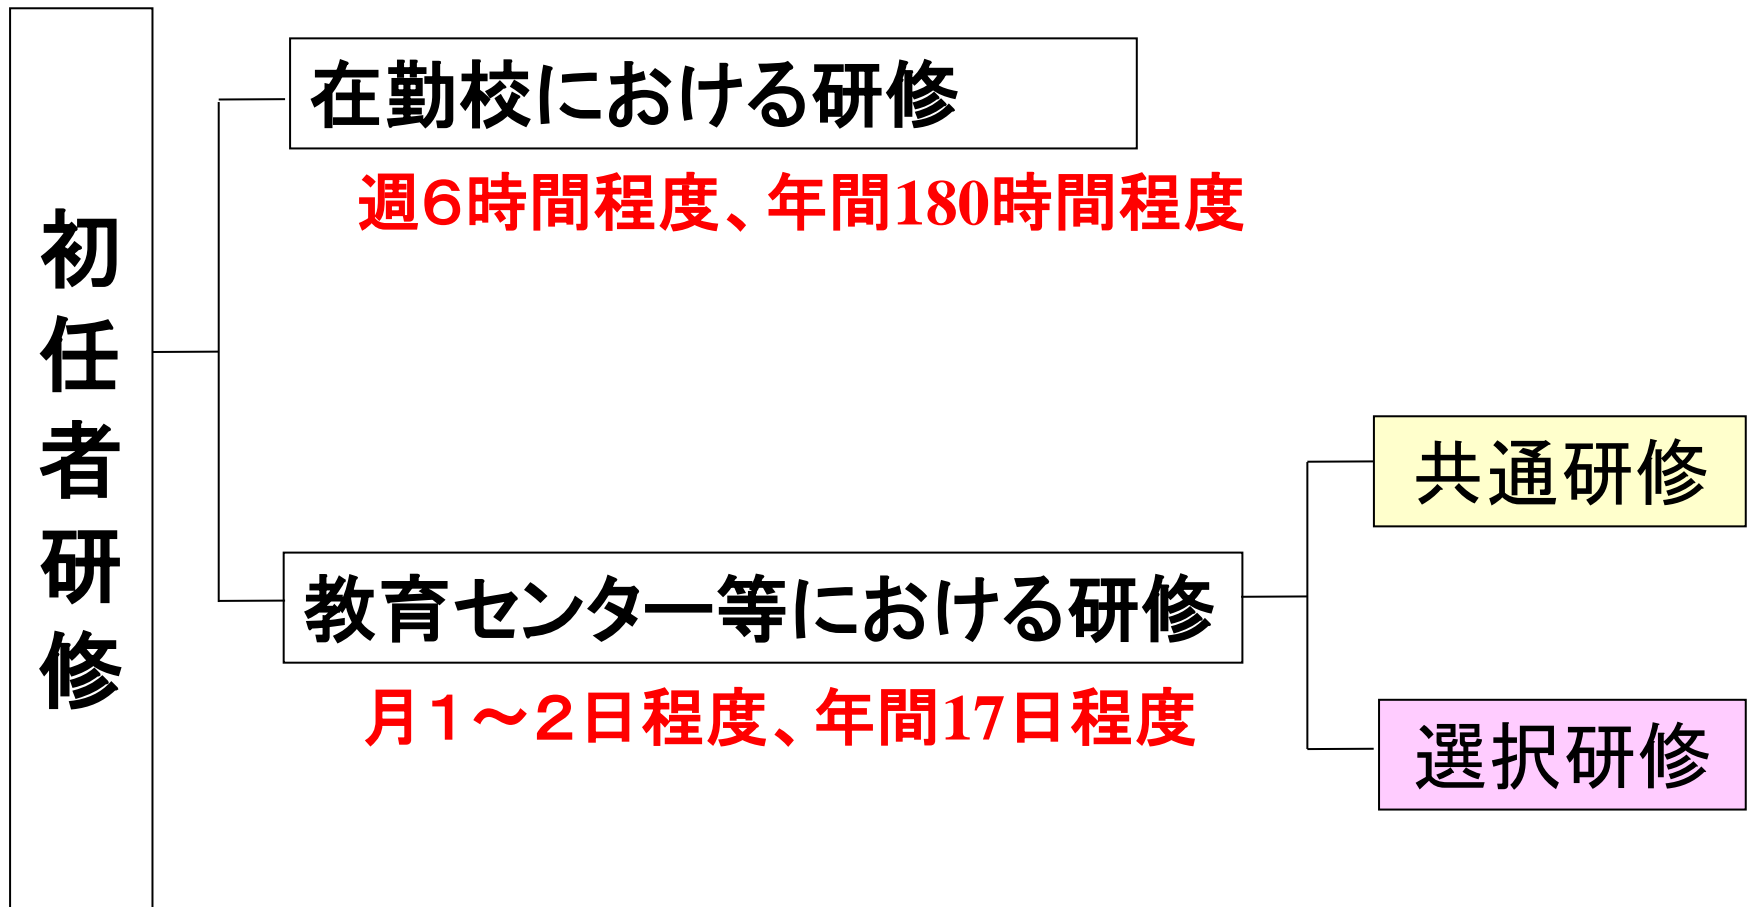 初任者研修
在勤校における研修
週６時間程度、年間180時間程度
教育センター等における研修
月１～２日程度、年間17日程度
共通研修
選択研修